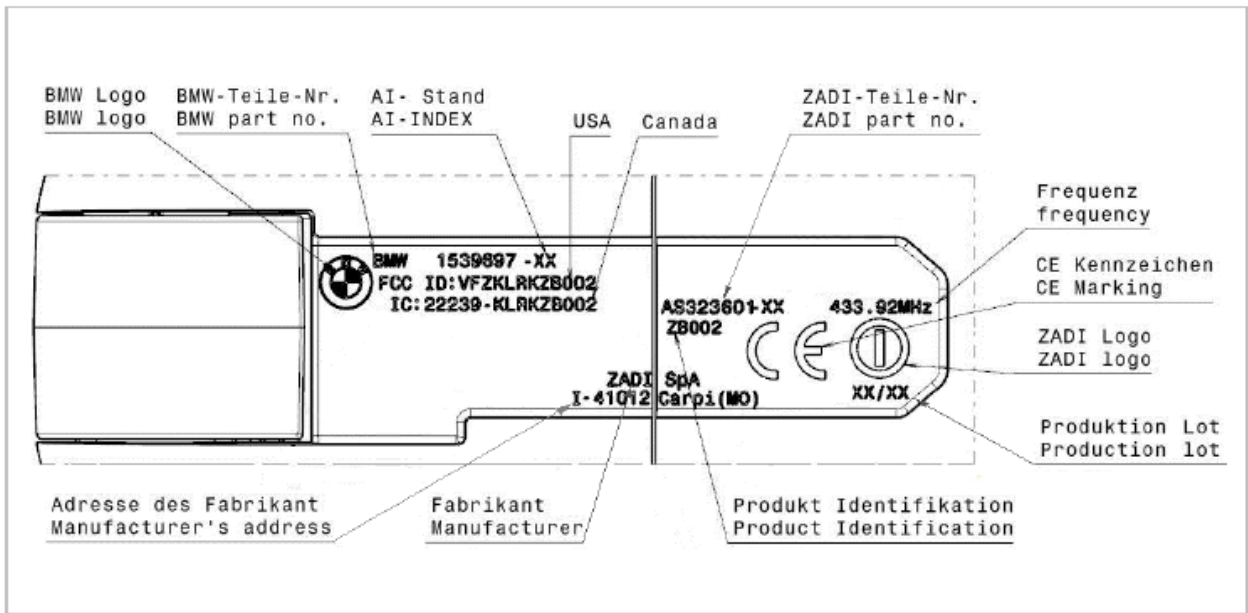 BMW Logo
BMW logo
BMW-Teile-Nr.
BMW part no.
AI- Stand
AI-INDEX
USA
Canada
ZADI-Teile-Nr.
ZADI part no.
Frequenz
frequency
CE Kennzeichen
CE Marking
ZADI Logo
ZADI logo
Produktion Lot
Production lot
BMW 1539697 -XX
FCC ID:VFZKLRKZB002
IC:22239-KLRKZB002
AS323601-XX
ZB002
433.92MHz
CE
XX/XX
ZADI SpA
I-41012 Carpi(MO)
Adresse des Fabrikant
Manufacturer's address
Fabrikant
Manufacturer
Produkt Identifikation
Product Identification